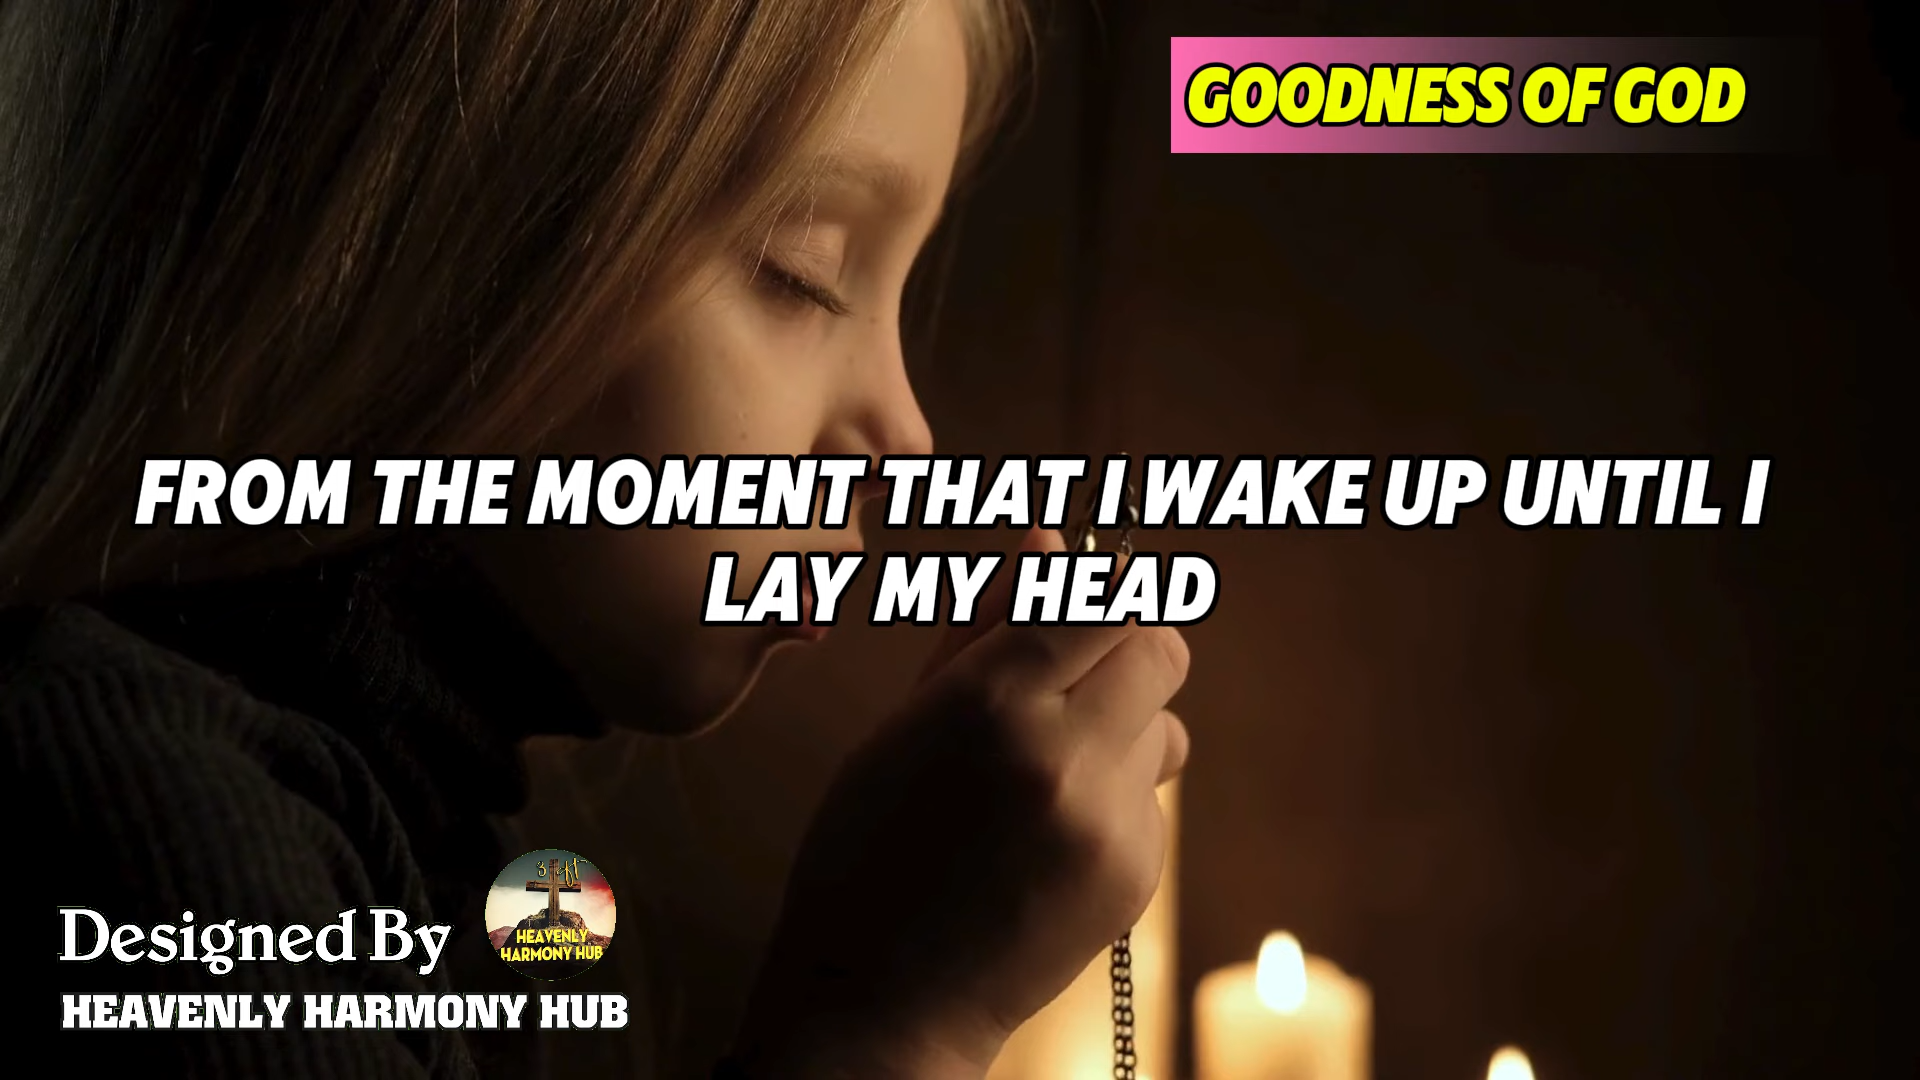 GOODNESS OF GOD
FROM THE MOMENT THAT I WAKE UP UNTIL I
LAY MY HEAD
Designed By
HEAVENLY
HARMONY HUB
HEAVENLY HARMONY HUB